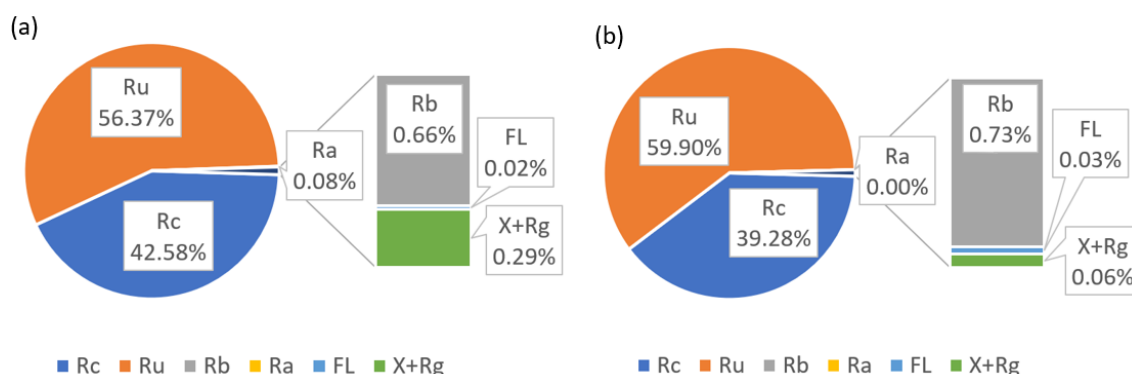 (a)
Ru
56.37%
Rc
42.58%
Ra
0.08%
Rb
0.66%
FL
0.02%
X+Rg
0.29%
Rc Ru Rb Ra FL X+Rg
(b)
Ru
59.90%
Rc
39.28%
Ra
0.00%
Rb
0.73%
FL
0.03%
X+Rg
0.06%
Rc Ru Rb Ra FL X+Rg